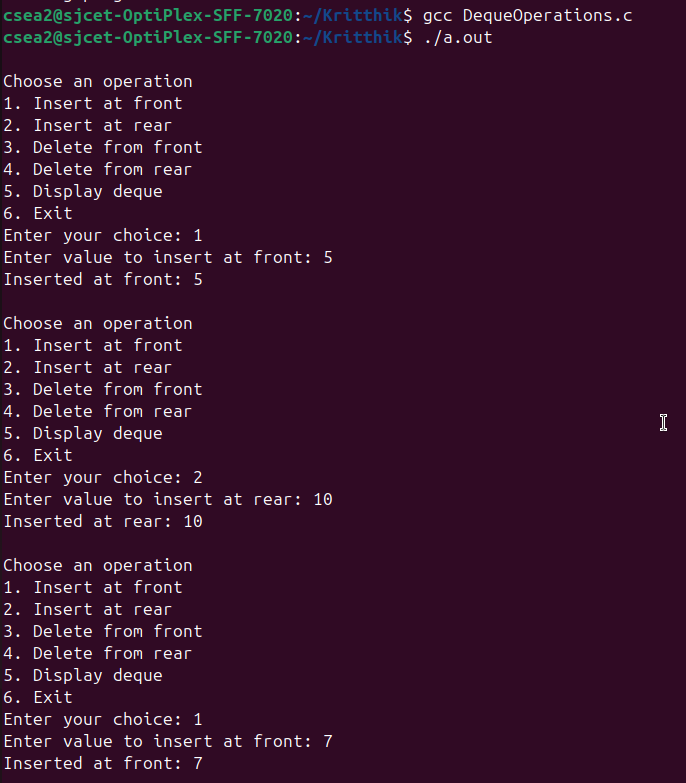 csea2@sjcet-OptiPlex-SFF-7020:~/Kritthik$ gcc DequeOperations.c
csea2@sjcet-OptiPlex-SFF-7020:~/Kritthik$ ./a.out
Choose an operation
1. Insert at front
2. Insert at rear
3. Delete from front
4. Delete from rear
5. Display deque
6. Exit
Enter your choice: 1
Enter value to insert at front: 5
Inserted at front: 5
Choose an operation
1. Insert at front
2. Insert at rear
3. Delete from front
4. Delete from rear
5. Display deque
6. Exit
Enter your choice: 2
Enter value to insert at rear: 10
Inserted at rear: 10
Choose an operation
1. Insert at front
2. Insert at rear
3. Delete from front
4. Delete from rear
5. Display deque
6. Exit
Enter your choice: 1
Enter value to insert at front: 7
Inserted at front: 7